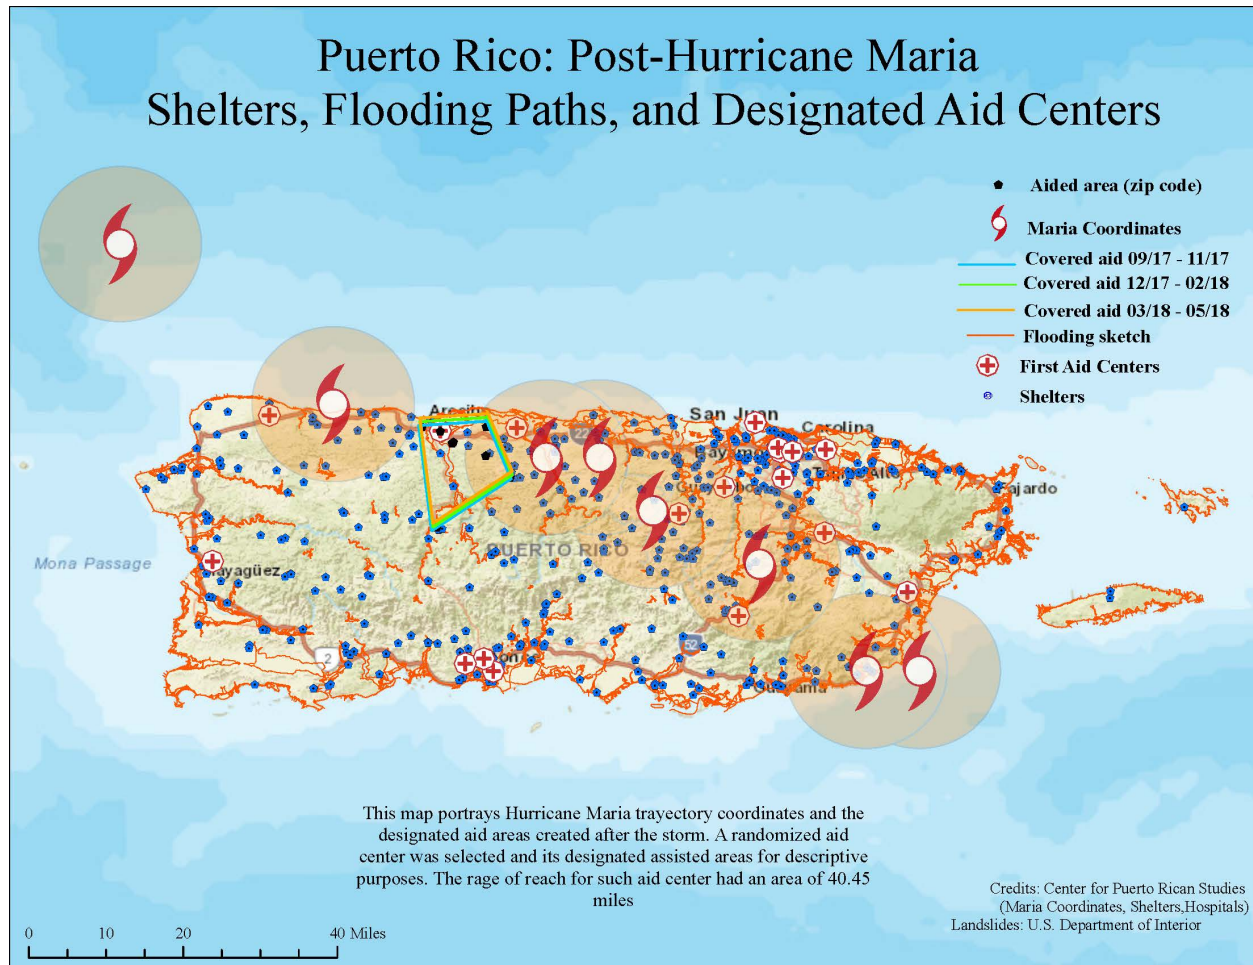 Puerto Rico: Post-Hurricane Maria
Shelters, Flooding Paths, and Designated Aid Centers
Aided area (zip code)
Maria Coordinates
Covered aid 09/17 - 11/17
Covered aid 12/17 - 02/18
Covered aid 03/18 - 05/18
Flooding sketch
First Aid Centers
Shelters
San Juan
Carolina
22
Mona Passage
PUERTO RICO
2
52
Guayama
This map portrays Hurricane Maria trayectory coordinates and the
designated aid areas created after the storm. A randomized aid
center was selected and its designated assisted areas for descriptive
purposes. The rage of reach for such aid center had an area of 40.45
miles
Credits: Center for Puerto Rican Studies
(Maria Coordinates, Shelters,Hospitals)
Landslides: U.S. Department of Interior
0 10 20 40 Miles